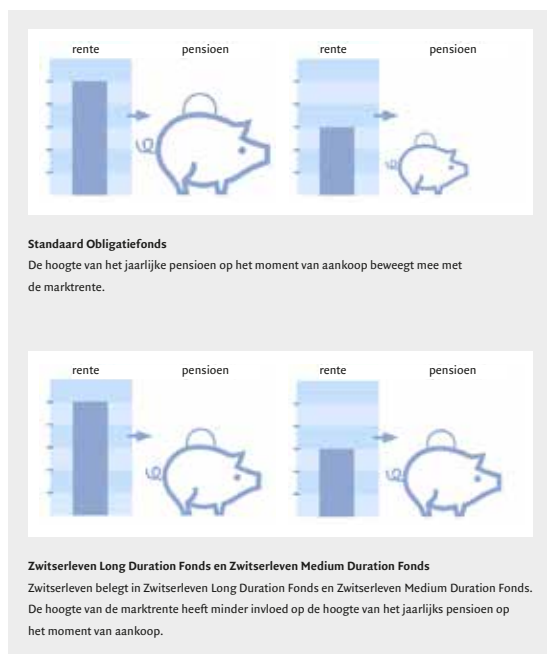 rente pensioen rente pensioen
Standaard Obligatiefonds
De hoogte van het jaarlijkse pensioen op het moment van aankoop beweegt mee met
de marktrente.
rente pensioen rente pensioen
Zwitserleven Long Duration Fonds en Zwitserleven Medium Duration Fonds
Zwitserleven belegt in Zwitserleven Long Duration Fonds en Zwitserleven Medium Duration Fonds.
De hoogte van de marktrente heeft minder invloed op de hoogte van het jaarlijks pensioen op
het moment van aankoop.